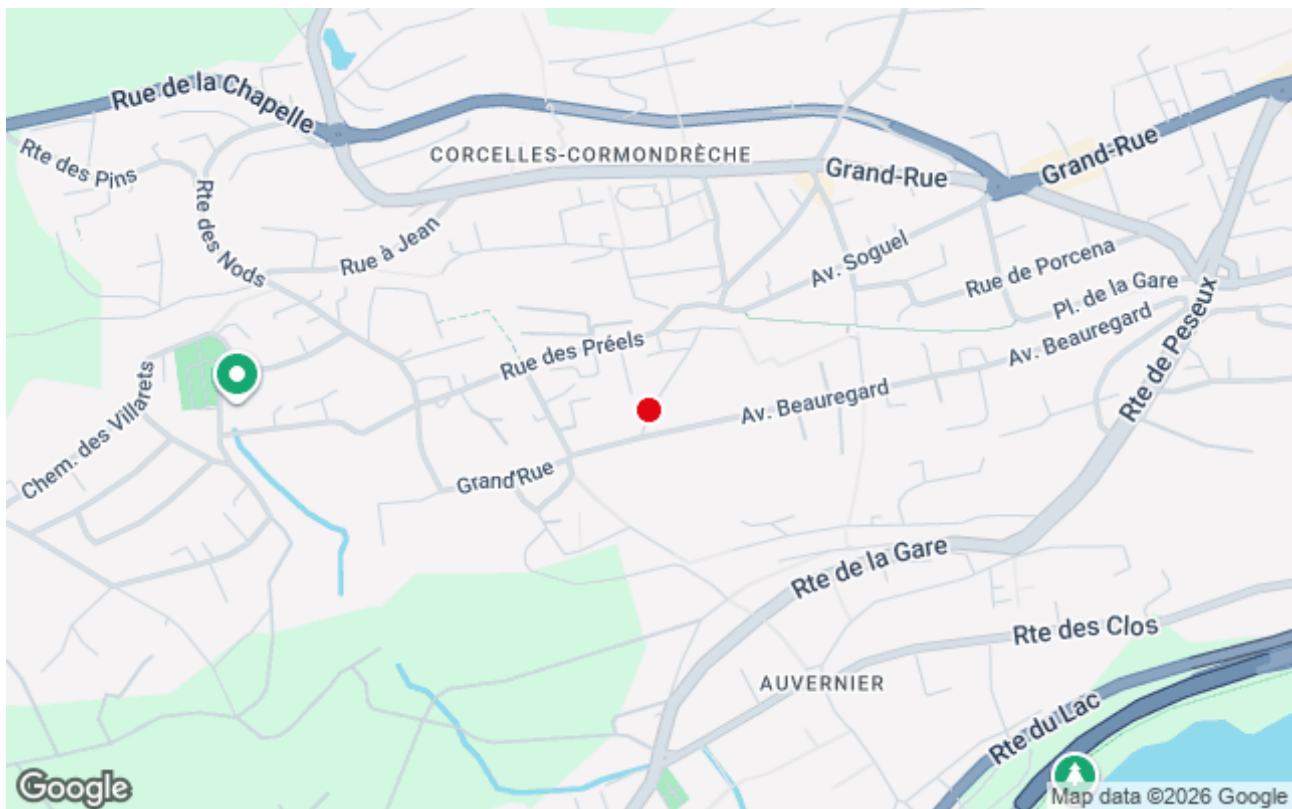 Rue de la Chapelle
Rte des Pins
CORCELLES-CORMONDRÈCHE
Grand-Rue
Grand-Rue
Rte des Nods
Rue à Jean
Av. Soguel
Rue de Porcena
Pl. de la Gare
Rue des Préels
Av. Beauregard
Rte de Peseux
Chem. des Villarets
Av. Beauregard
Grand'Rue
Rte de la Gare
Rte des Clos
AUVERNIER
Rte du Lac
Google
Map data ©2026 Google